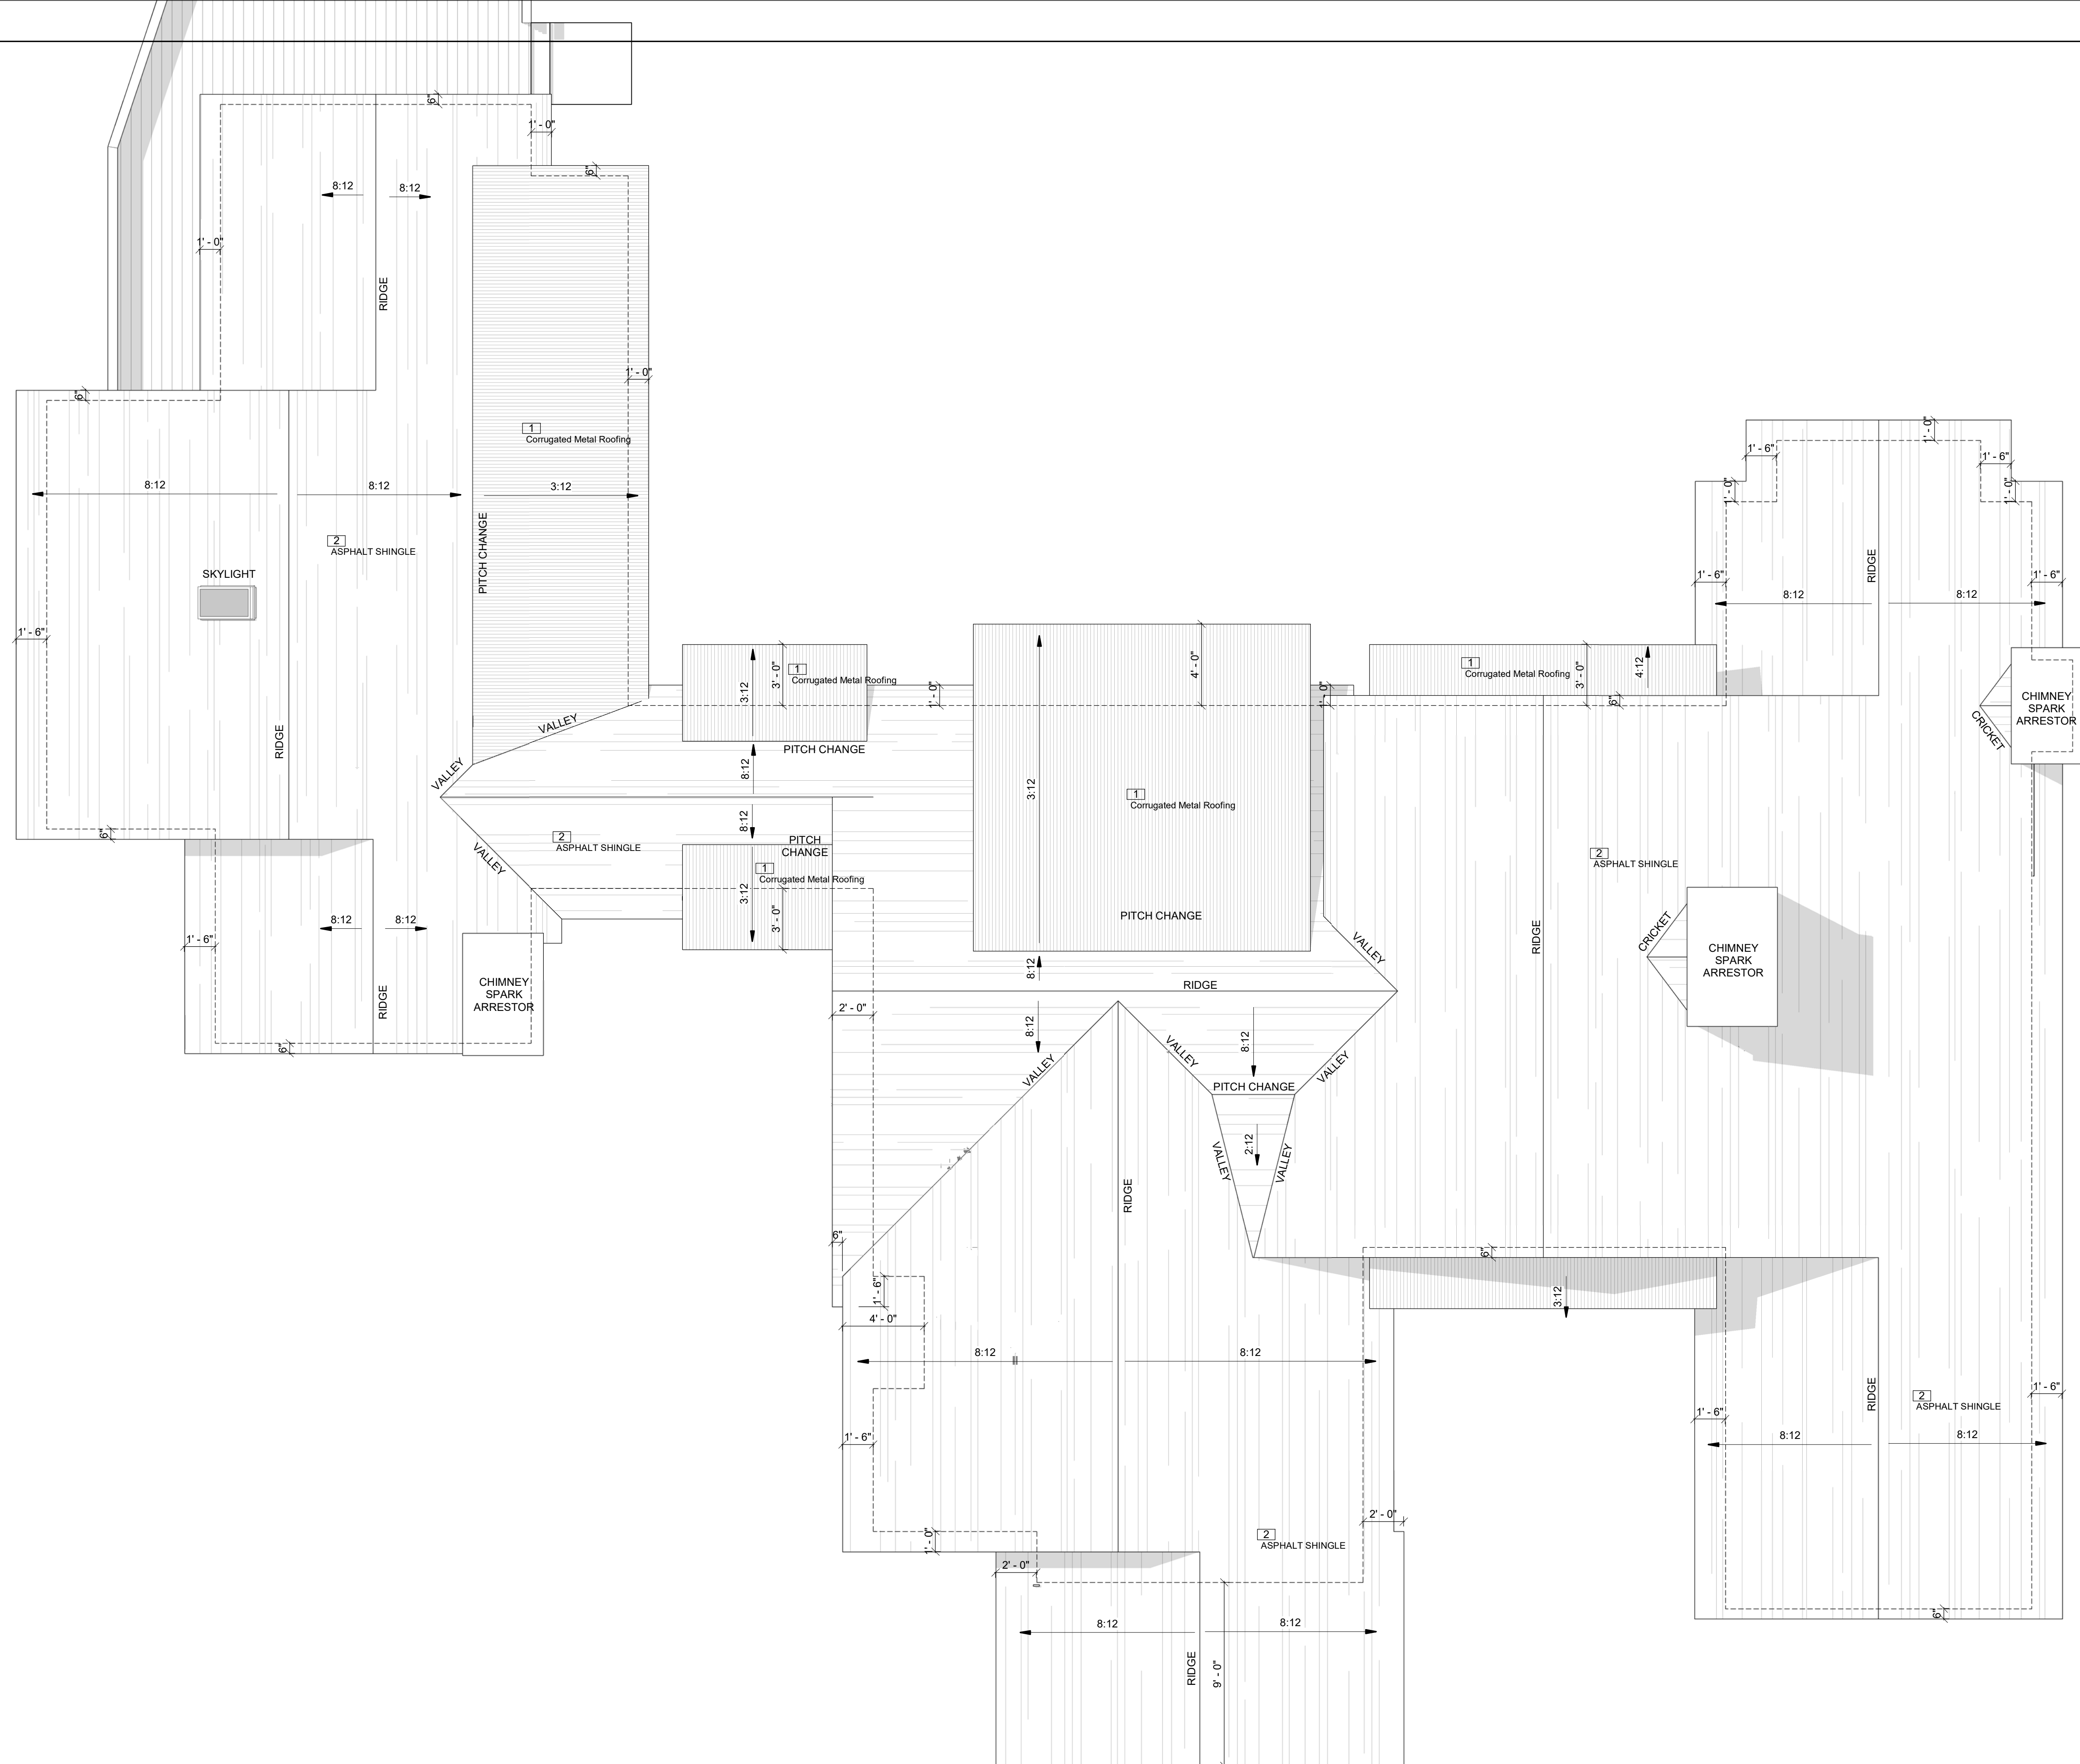 6"
1' - 0"
6"
8:12
8:12
1' - 0"
RIDGE
1' - 0"
6"
1
Corrugated Metal Roofing
8:12
8:12
3:12
PITCH CHANGE
2
ASPHALT SHINGLE
SKYLIGHT
1' - 6"
RIDGE
VALLEY
VALLEY
6"
VALLEY
2
ASPHALT SHINGLE
8:12
8:12
1' - 6"
RIDGE
CHIMNEY
SPARK
ARRESTOR
6"
3:12
3' - 0"
1
Corrugated Metal Roofing
PITCH CHANGE
8:12
8:12
PITCH
CHANGE
1
Corrugated Metal Roofing
3:12
3' - 0"
1' - 0"
4' - 0"
3:12
1
Corrugated Metal Roofing
PITCH CHANGE
8:12
RIDGE
1' - 0"
VALLEY
2' - 0"
8:12
VALLEY
VALLEY
8:12
VALLEY
PITCH CHANGE
VALLEY
2:12
VALLEY
RIDGE
6"
1' - 6"
4' - 0"
8:12
8:12
1' - 6"
1' - 0"
2' - 0"
2' - 0"
2
ASPHALT SHINGLE
8:12
8:12
RIDGE
9' - 0"
1
Corrugated Metal Roofing
3' - 0"
4:12
6"
1' - 6"
1' - 0"
1' - 6"
1' - 0"
1' - 0"
RIDGE
1' - 6"
1' - 6"
8:12
8:12
CHIMNEY
SPARK
ARRESTOR
CRICKET
2
ASPHALT SHINGLE
RIDGE
CRICKET
CHIMNEY
SPARK
ARRESTOR
6"
3:12
RIDGE
1' - 6"
1' - 6"
2
ASPHALT SHINGLE
8:12
8:12
6"